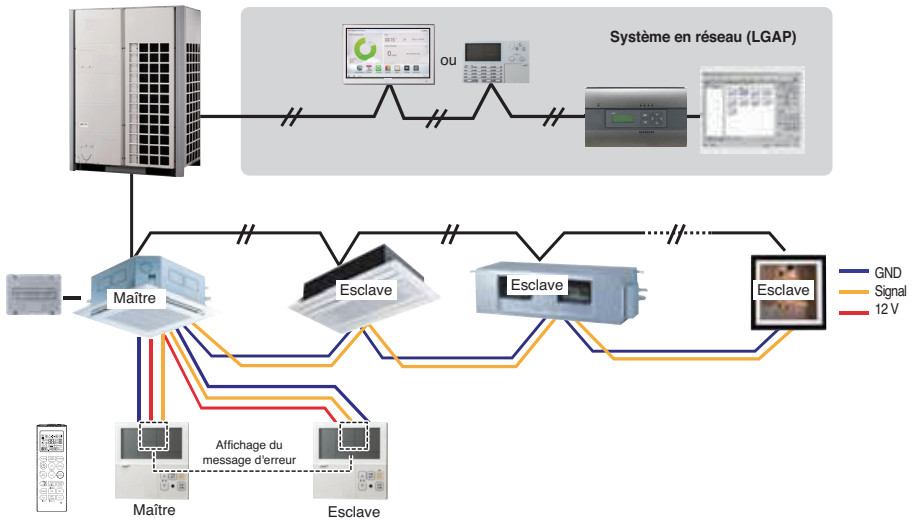 Système en réseau (LGAP)
ou
Maître
Esclave
Esclave
Esclave
GND
Signal
12 V
Affichage du
message d'erreur
Maître
Esclave